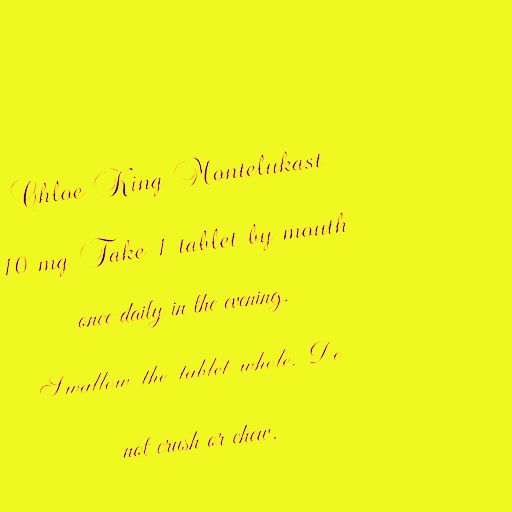 Chloe King Montelukast
10 mg Take 1 tablet by mouth
once daily in the evening.
Swallow the tablet whole. Do
not crush or chew.